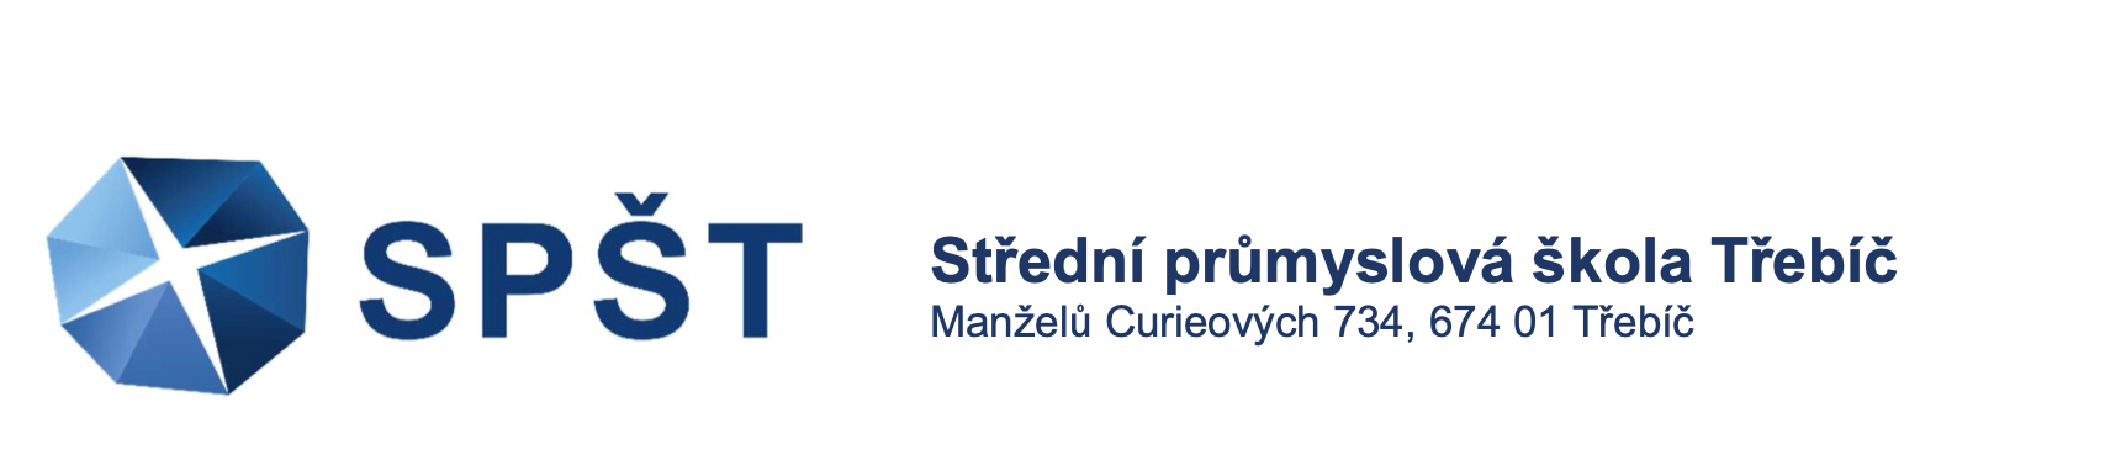 SPŠT
Střední průmyslová škola Třebíč
Manželů Curieových 734, 674 01 Třebíč